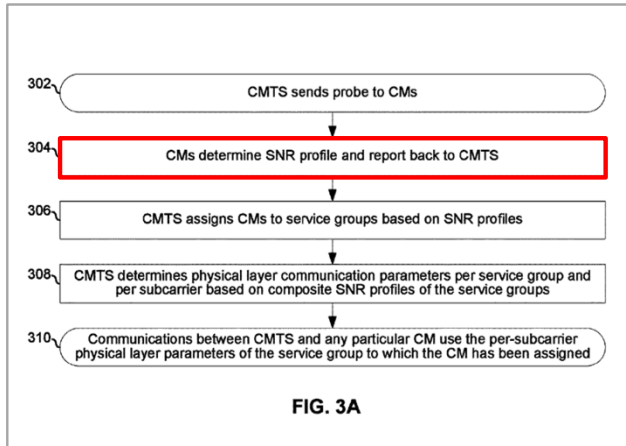 302
CMTS sends probe to CMs
304
CMs determine SNR profile and report back to CMTS
306
CMTS assigns CMs to service groups based on SNR profiles
308
CMTS determines physical layer communication parameters per service group and
per subcarrier based on composite SNR profiles of the service groups
310
Communications between CMTS and any particular CM use the per-subcarrier
physical layer parameters of the service group to which the CM has been assigned
FIG. 3A